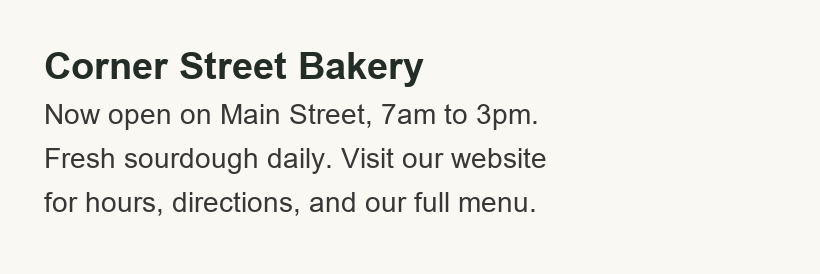 Corner Street Bakery
Now open on Main Street, 7am to 3pm.
Fresh sourdough daily. Visit our website
for hours, directions, and our full menu.